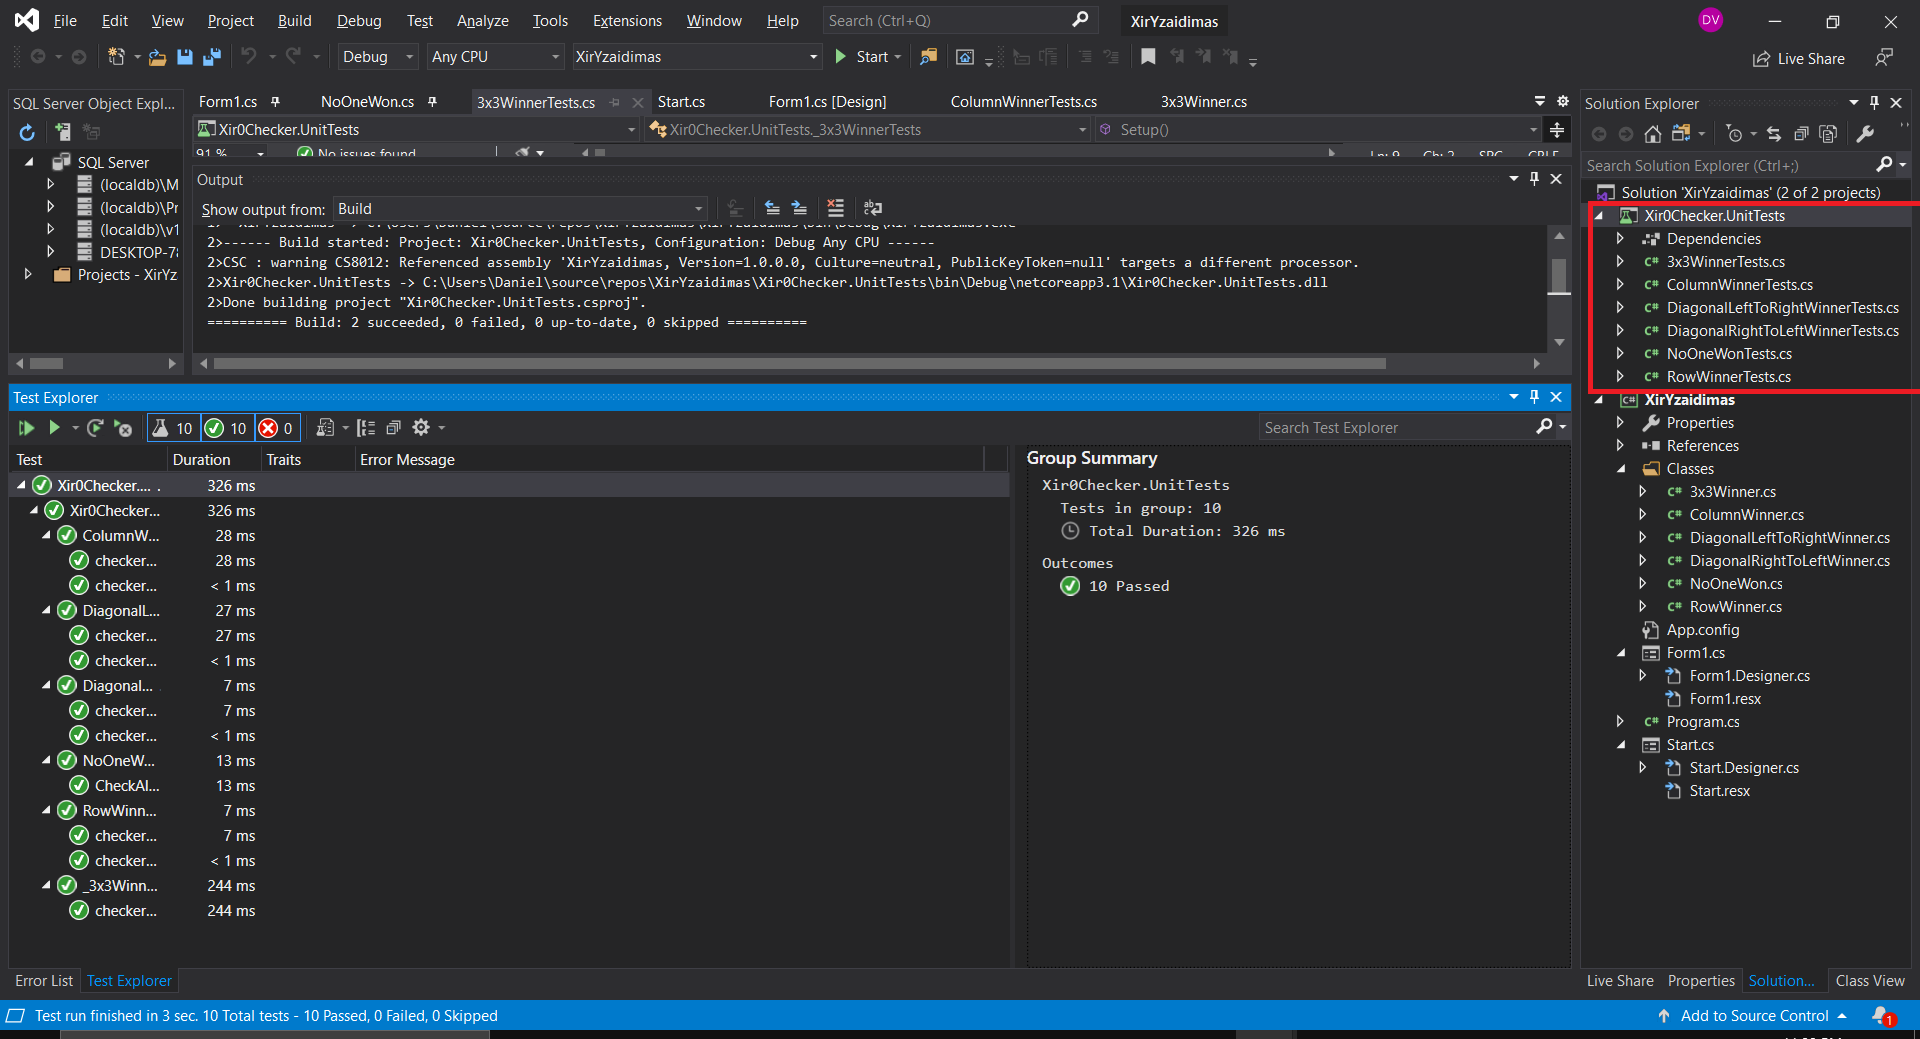 File Edit View Project Build Debug Test Analyze Tools Extensions Window Help Search (Ctrl+Q) XirYzaidimas DV
Debug Any CPU XirYzaidimas Start Live Share
SQL Server Object Expl...
SQL Server
(localdb)\M
(localdb)\Pr
(localdb)\v1
DESKTOP-78
Projects - XirYz
Form1.cs NoOneWon.cs 3x3WinnerTests.cs Start.cs Form1.cs [Design] ColumnWinnerTests.cs 3x3Winner.cs
Xir0Checker.UnitTests Xir0Checker.UnitTests._3x3WinnerTests Setup()
91 % No issues found Ln: 9 Ch: 2 SPC CRLF
Output
Show output from: Build
2>------ Build started: Project: Xir0Checker.UnitTests, Configuration: Debug Any CPU ------
2>CSC : warning CS8012: Referenced assembly 'XirYzaidimas, Version=1.0.0.0, Culture=neutral, PublicKeyToken=null' targets a different processor.
2>Xir0Checker.UnitTests -> C:\Users\Daniel\source\repos\XirYzaidimas\Xir0Checker.UnitTests\bin\Debug\netcoreapp3.1\Xir0Checker.UnitTests.dll
2>Done building project "Xir0Checker.UnitTests.csproj".
========== Build: 2 succeeded, 0 failed, 0 up-to-date, 0 skipped ==========
Test Explorer
10 10 0 Search Test Explorer
Test Duration Traits Error Message
Xir0Checker.... . 326 ms
Xir0Checker... 326 ms
ColumnW... 28 ms
checker... 28 ms
checker... < 1 ms
DiagonalL... 27 ms
checker... 27 ms
checker... < 1 ms
Diagonal... 7 ms
checker... 7 ms
checker... < 1 ms
NoOneW... 13 ms
CheckAl... 13 ms
RowWinn... 7 ms
checker... 7 ms
checker... < 1 ms
_3x3Winn... 244 ms
checker... 244 ms
Group Summary
Xir0Checker.UnitTests
Tests in group: 10
Total Duration: 326 ms
Outcomes
10 Passed
Error List Test Explorer
Solution Explorer
Search Solution Explorer (Ctrl+;)
Solution 'XirYzaidimas' (2 of 2 projects)
Xir0Checker.UnitTests
Dependencies
C# 3x3WinnerTests.cs
C# ColumnWinnerTests.cs
C# DiagonalLeftToRightWinnerTests.cs
C# DiagonalRightToLeftWinnerTests.cs
C# NoOneWonTests.cs
C# RowWinnerTests.cs
C# XirYzaidimas
Properties
References
Classes
C# 3x3Winner.cs
C# ColumnWinner.cs
C# DiagonalLeftToRightWinner.cs
C# DiagonalRightToLeftWinner.cs
C# NoOneWon.cs
C# RowWinner.cs
App.config
Form1.cs
Form1.Designer.cs
Form1.resx
C# Program.cs
Start.cs
Start.Designer.cs
Start.resx
Live Share Properties Solution... Class View
Test run finished in 3 sec. 10 Total tests - 10 Passed, 0 Failed, 0 Skipped Add to Source Control 1